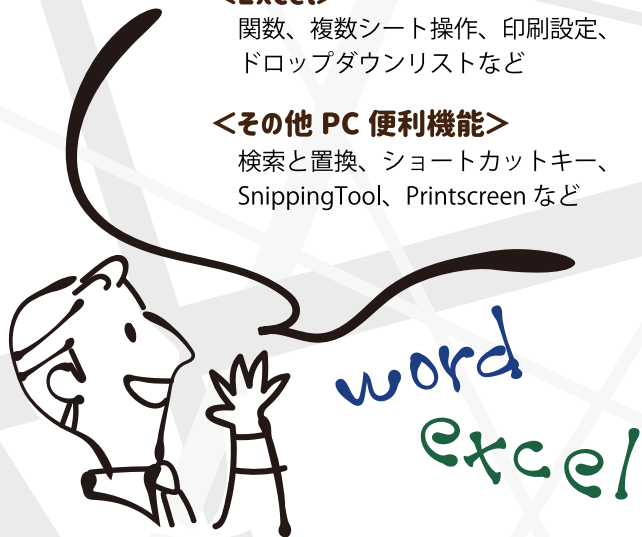 <Excel>
関数、複数シート操作、印刷設定、
ドロップダウンリストなど
<その他 PC 便利機能>
検索と置換、ショートカットキー、
SnippingTool、Printscreen など
word
excel